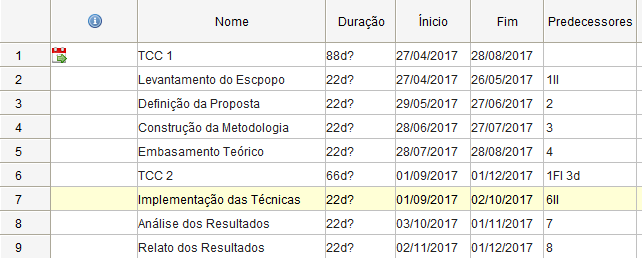 Nome Duração Ínicio Fim Predecessores
1 TCC 1 88d? 27/04/2017 28/08/2017
2 Levantamento do Escpopo 22d? 27/04/2017 26/05/2017 1II
3 Definição da Proposta 22d? 29/05/2017 27/06/2017 2
4 Construção da Metodologia 22d? 28/06/2017 27/07/2017 3
5 Embasamento Teórico 22d? 28/07/2017 28/08/2017 4
6 TCC 2 66d? 01/09/2017 01/12/2017 1FI 3d
7 Implementação das Técnicas 22d? 01/09/2017 02/10/2017 6II
8 Análise dos Resultados 22d? 03/10/2017 01/11/2017 7
9 Relato dos Resultados 22d? 02/11/2017 01/12/2017 8